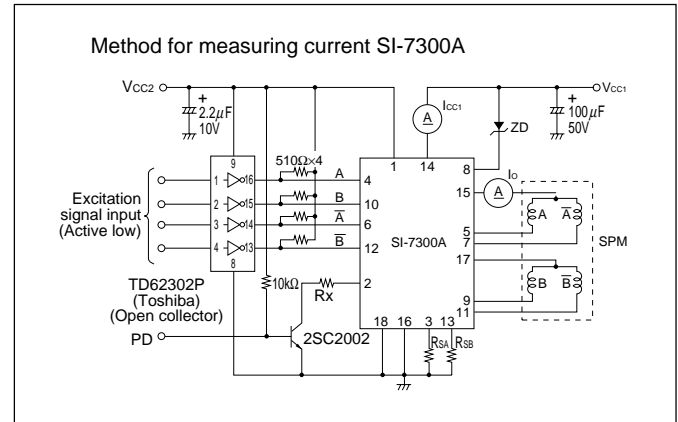 Method for measuring current SI-7300A
VCC2
+
2.2μF
10V
ICC1
A
VCC1
+
100μF
50V
ZD
9
510Ω×4
1
14
8
IO
15
A
1
16
A
4
2
15
B
10
3
14
A̅
6
4
13
B̅
12
8
Excitation
signal input
(Active low)
SI-7300A
5
7
17
9
11
A
A̅
B
B̅
SPM
TD62302P
(Toshiba)
(Open collector)
10kΩ
Rx
2
PD
2SC2002
18
16
3
13
RSA
RSB